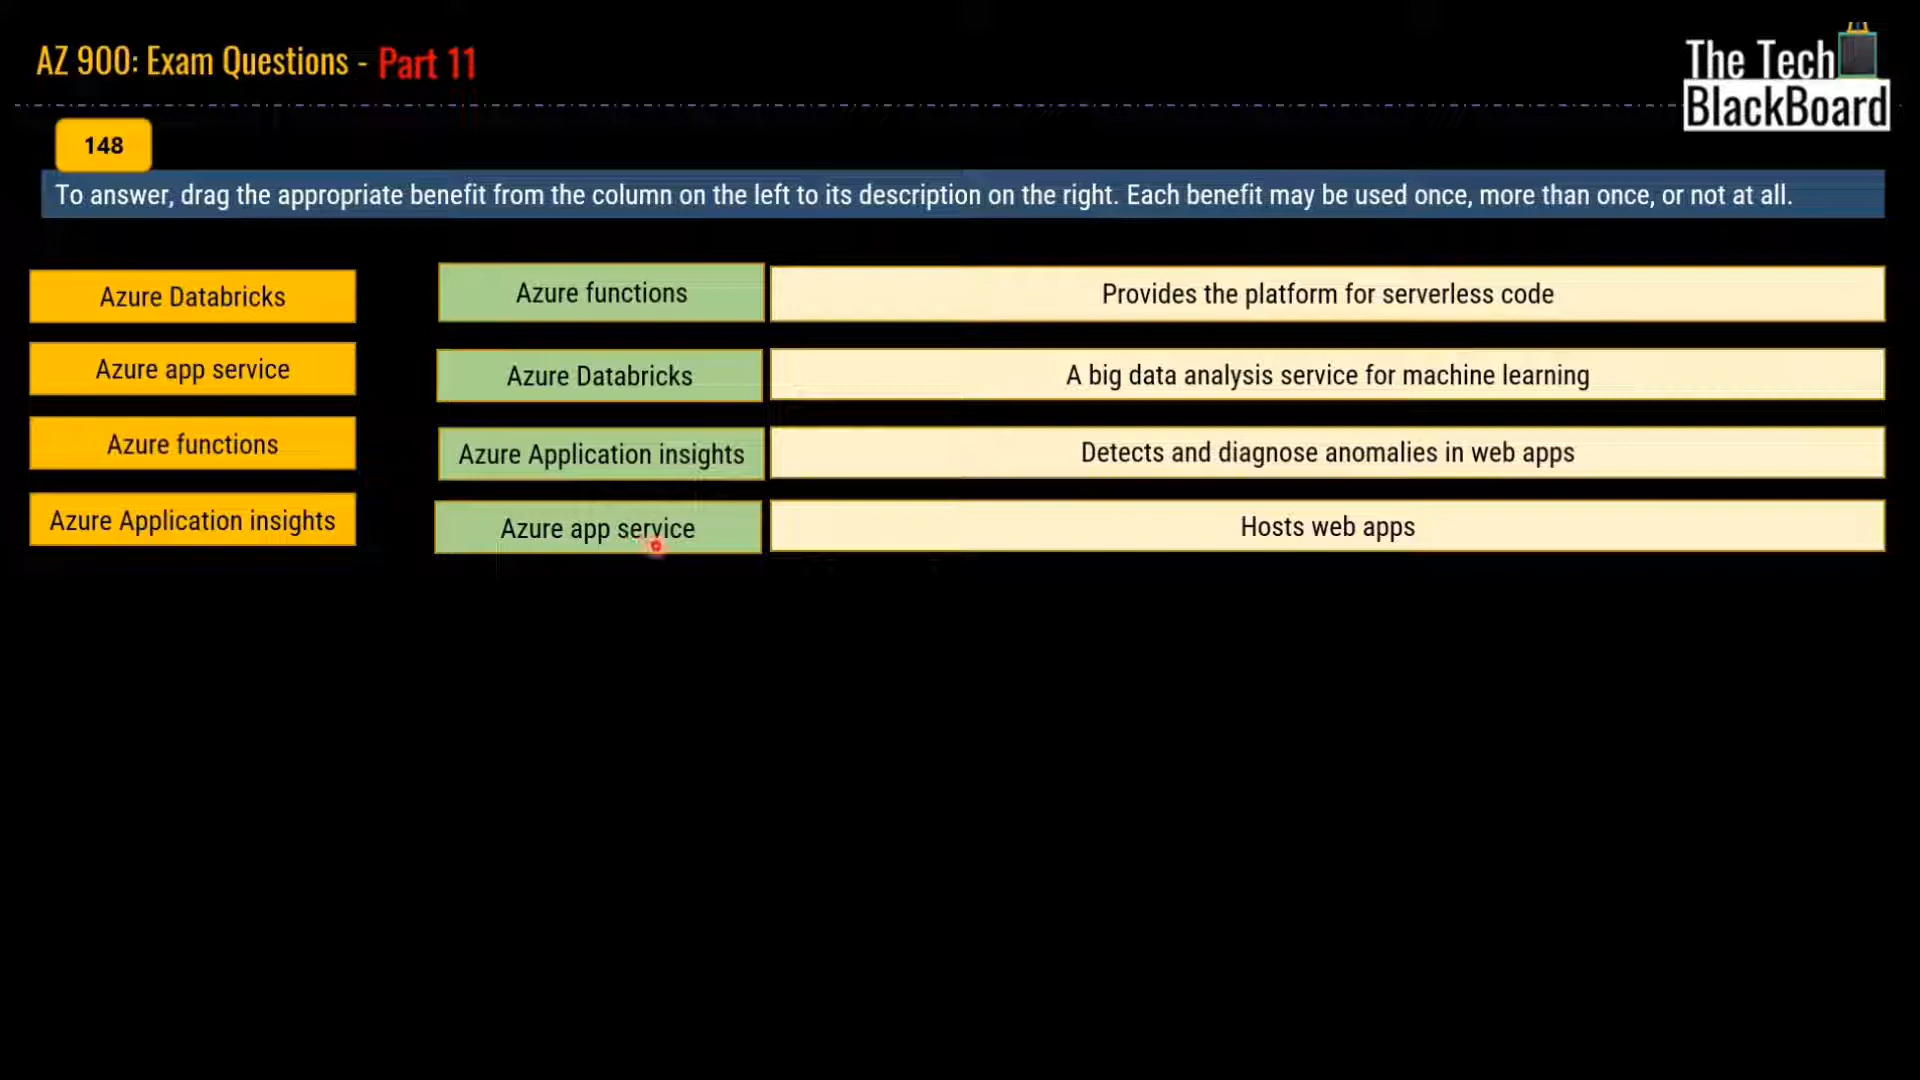 AZ 900: Exam Questions - Part 11
The Tech
BlackBoard
148
To answer, drag the appropriate benefit from the column on the left to its description on the right. Each benefit may be used once, more than once, or not at all.
Azure Databricks
Azure app service
Azure functions
Azure Application insights
Azure functions
Provides the platform for serverless code
Azure Databricks
A big data analysis service for machine learning
Azure Application insights
Detects and diagnose anomalies in web apps
Azure app service
Hosts web apps